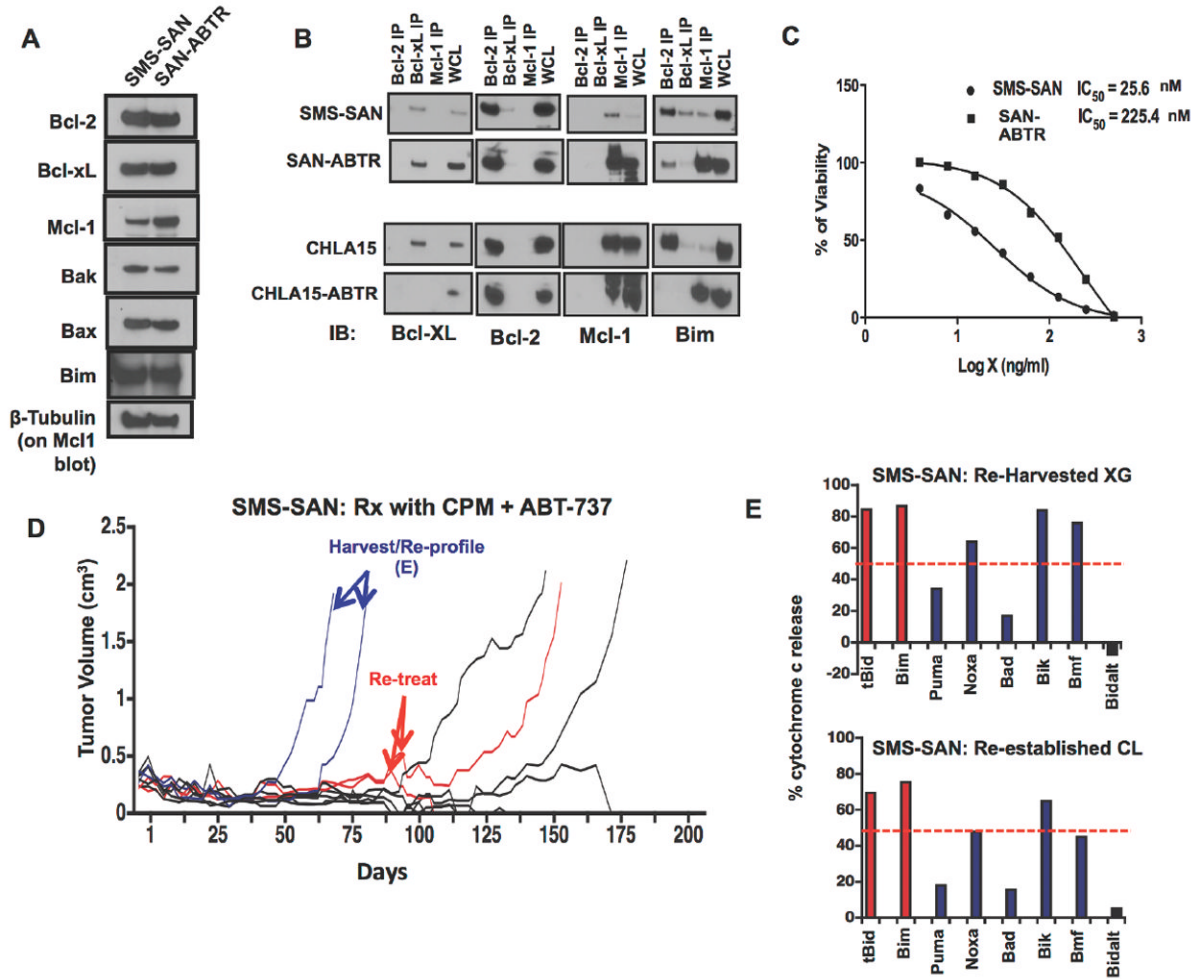 A
SMS-SAN
SAN-ABTR
Bcl-2
Bcl-xL
Mcl-1
Bak
Bax
Bim
β-Tubulin
(on Mcl1
blot)
B
Bcl-2 IP
Bcl-xL IP
Mcl-1 IP
WCL
Bcl-2 IP
Bcl-xL IP
Mcl-1 IP
WCL
Bcl-2 IP
Bcl-xL IP
Mcl-1 IP
WCL
Bcl-2 IP
Bcl-xL IP
Mcl-1 IP
WCL
SMS-SAN
SAN-ABTR
CHLA15
CHLA15-ABTR
IB: Bcl-XL Bcl-2 Mcl-1 Bim
C
SMS-SAN IC50 = 25.6 nM
SAN-
ABTR IC50 = 225.4 nM
% of Viability
150
100
50
0
0 1 2 3
Log X (ng/ml)
D
SMS-SAN: Rx with CPM + ABT-737
Harvest/Re-profile
(E)
Re-treat
Tumor Volume (cm³)
2.5
2
1.5
1
0.5
0
1 25 50 75 100 125 150 175 200
Days
E
SMS-SAN: Re-Harvested XG
% cytochrome c release
100
80
60
40
20
0
-20
tBid
Bim
Puma
Noxa
Bad
Bik
Bmf
Bidalt
SMS-SAN: Re-established CL
100
80
60
40
20
0
tBid
Bim
Puma
Noxa
Bad
Bik
Bmf
Bidalt